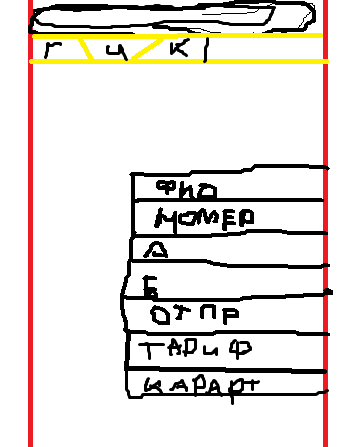 Г Ц К
ФИО
НОМЕР
А
Б
ОТПР
ТАРИФ
КАРАРТ